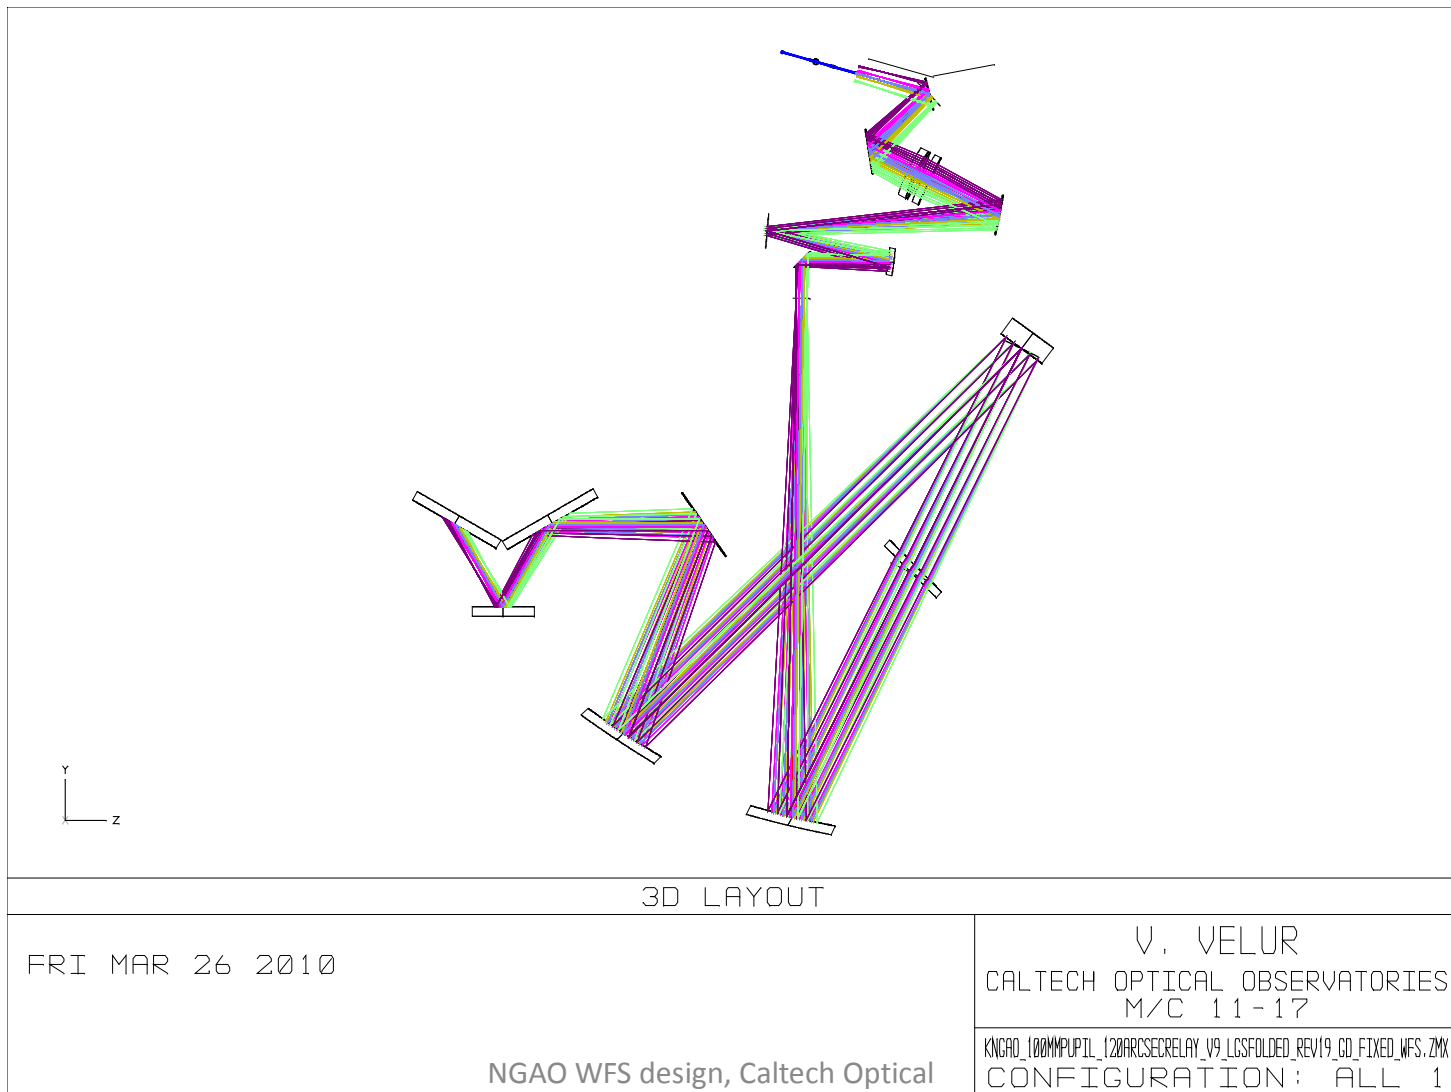 Y
Z
X
3D LAYOUT
FRI MAR 26 2010
V. VELUR
CALTECH OPTICAL OBSERVATORIES
M/C 11-17
KNGAO_100MMPUPIL_120ARCSECRELAY_V9_LGSFOLDED_REV19_GD_FIXED_WFS.ZMX
CONFIGURATION: ALL 1
NGAO WFS design, Caltech Optical